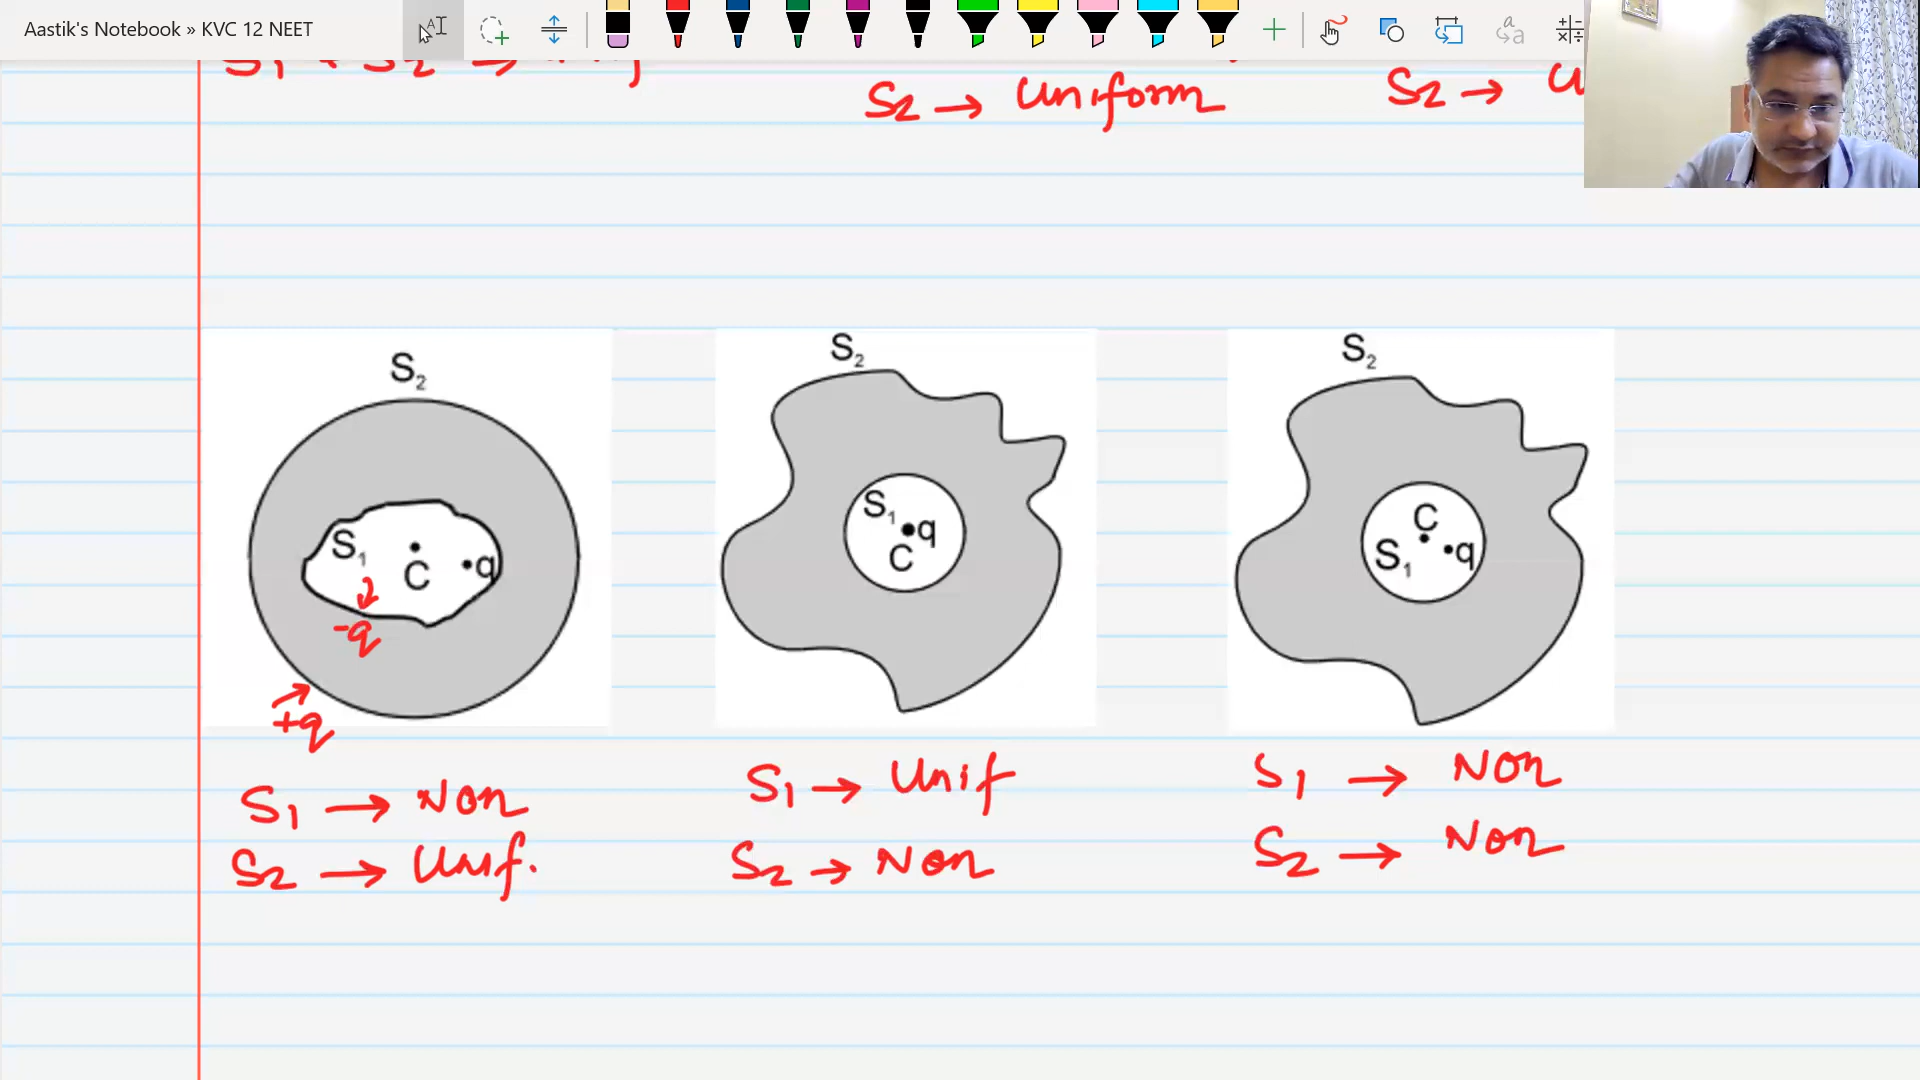 Aastik's Notebook » KVC 12 NEET
S2 → Uniform
S2 →
S2
S1
C
•q
-q
+q
S2
S1
•q
C
S2
C
S1
•q
S1 → Non
S2 → Unif.
S1 → Unif
S2 → Non
S1 → Non
S2 → Non